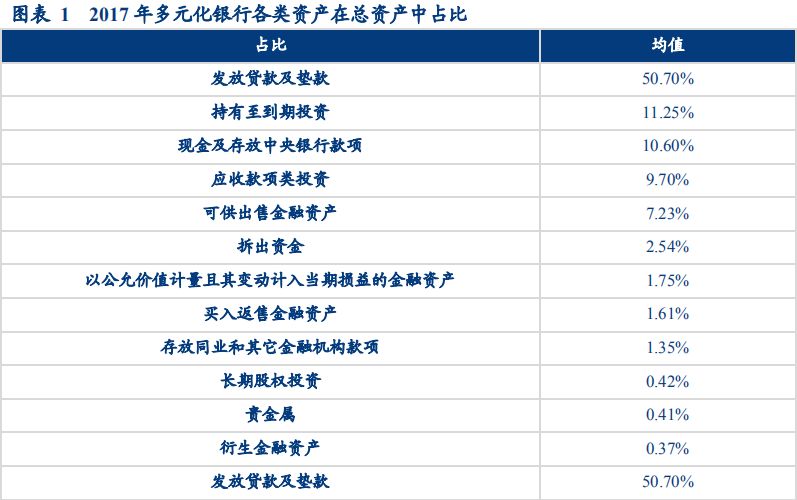 图表 1 2017 年多元化银行各类资产在总资产中占比
占比 均值
发放贷款及垫款 50.70%
持有至到期投资 11.25%
现金及存放中央银行款项 10.60%
应收款项类投资 9.70%
可供出售金融资产 7.23%
拆出资金 2.54%
以公允价值计量且其变动计入当期损益的金融资产 1.75%
买入返售金融资产 1.61%
存放同业和其它金融机构款项 1.35%
长期股权投资 0.42%
贵金属 0.41%
衍生金融资产 0.37%
发放贷款及垫款 50.70%